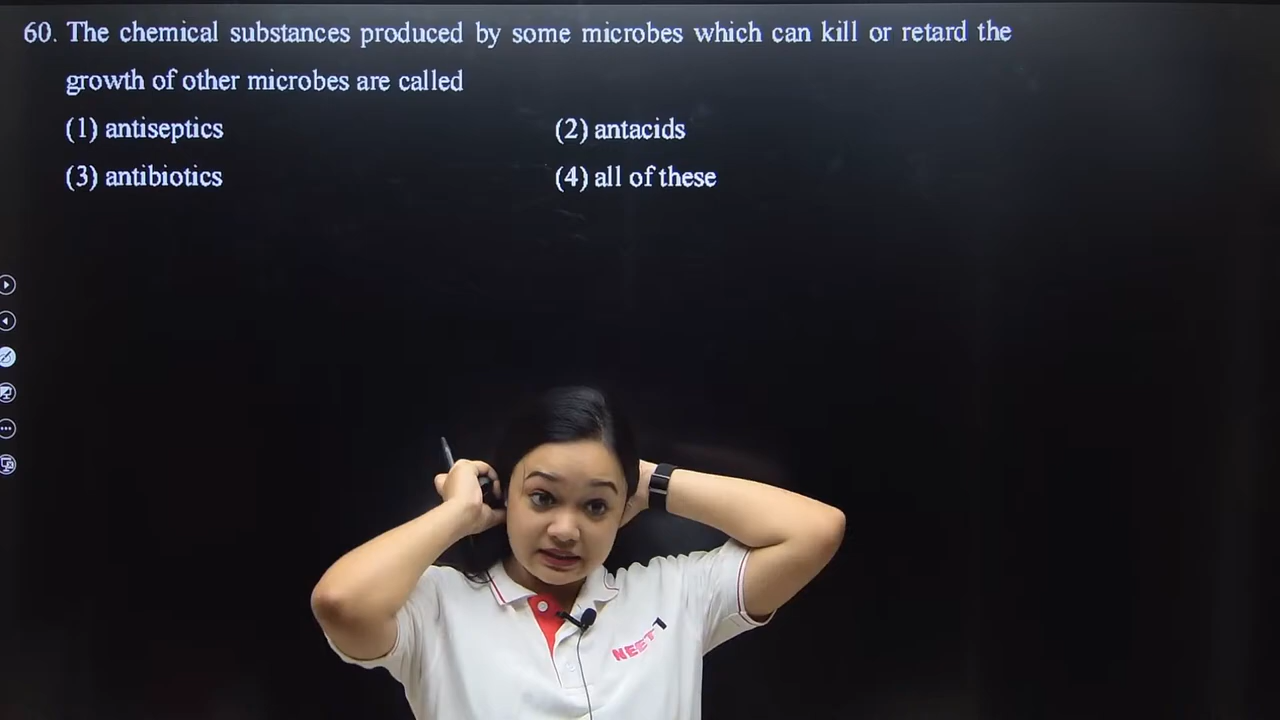 60. The chemical substances produced by some microbes which can kill or retard the
growth of other microbes are called
(1) antiseptics
(2) antacids
(3) antibiotics
(4) all of these
NEET